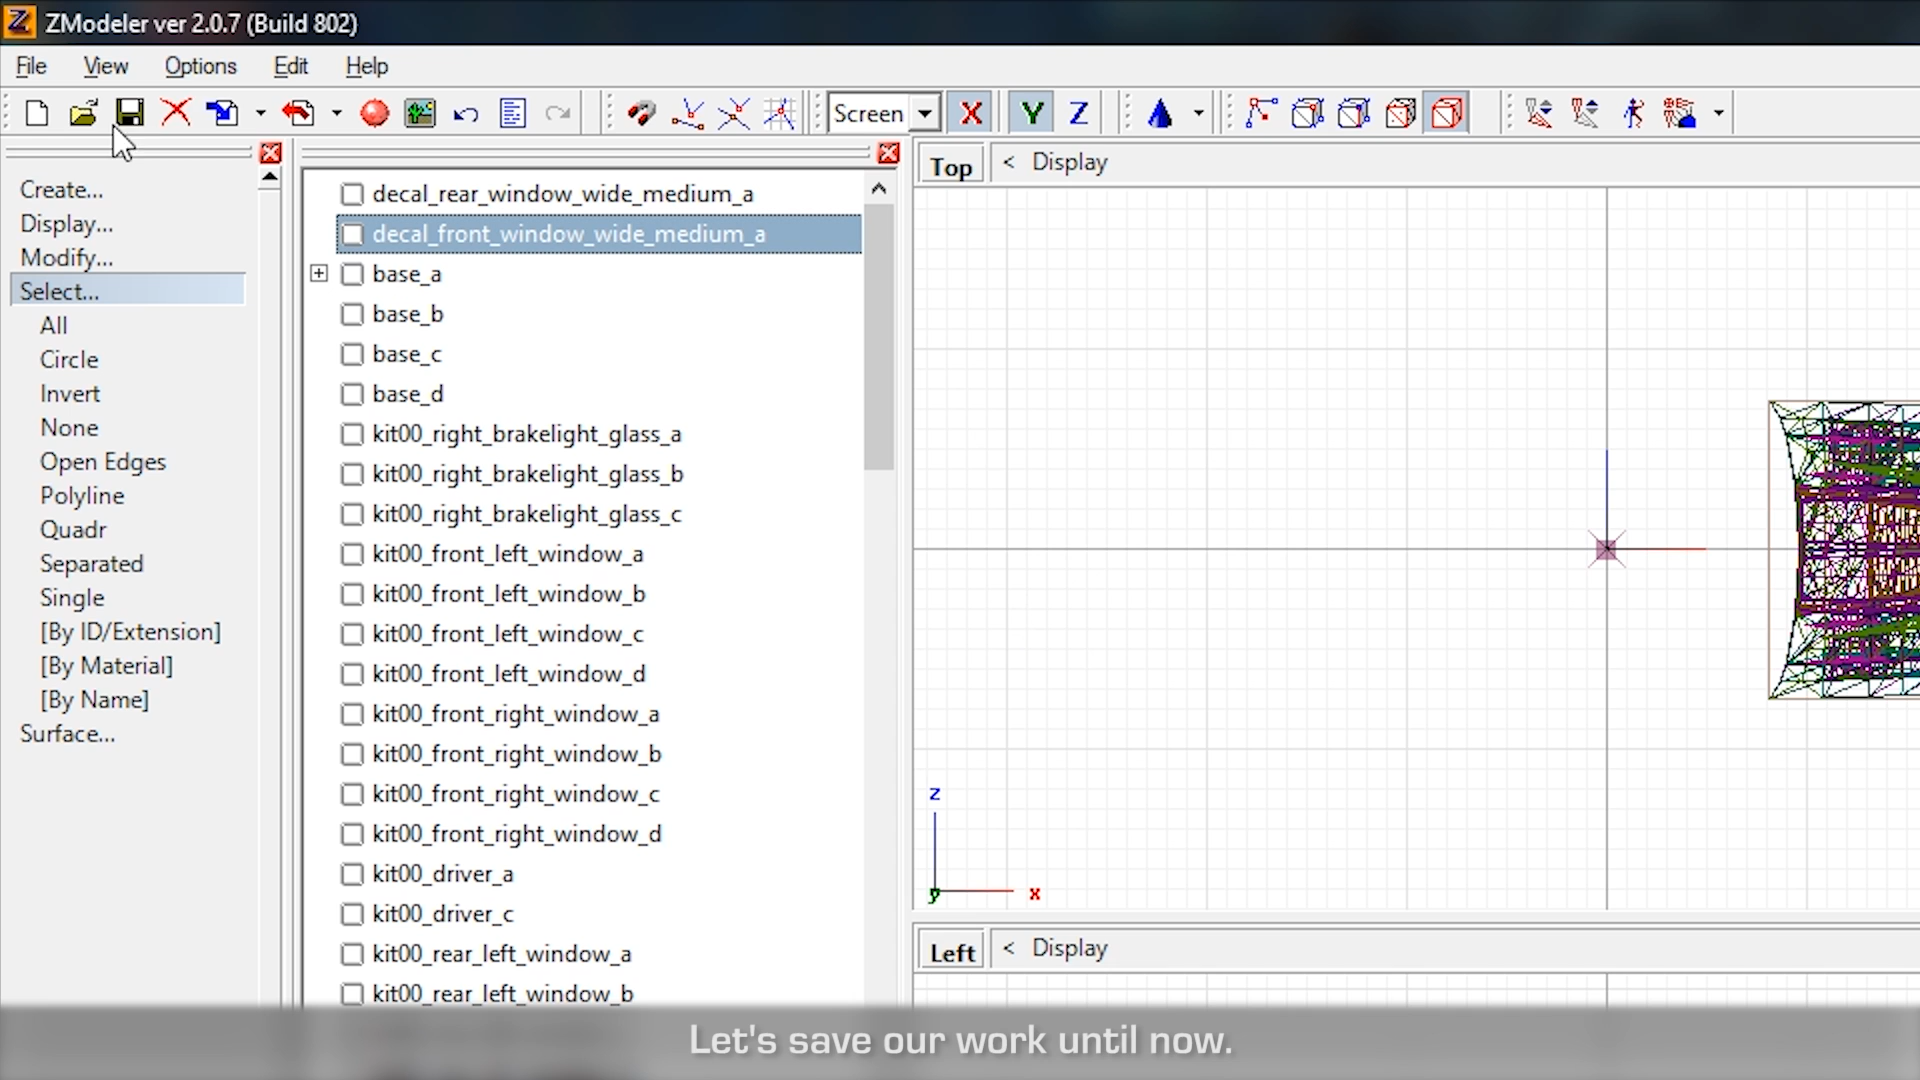 ZModeler ver 2.0.7 (Build 802)
File View Options Edit Help
Screen X Y Z
Create...
Display...
Modify...
Select...
All
Circle
Invert
None
Open Edges
Polyline
Quadr
Separated
Single
[By ID/Extension]
[By Material]
[By Name]
Surface...
decal_rear_window_wide_medium_a
decal_front_window_wide_medium_a
base_a
base_b
base_c
base_d
kit00_right_brakelight_glass_a
kit00_right_brakelight_glass_b
kit00_right_brakelight_glass_c
kit00_front_left_window_a
kit00_front_left_window_b
kit00_front_left_window_c
kit00_front_left_window_d
kit00_front_right_window_a
kit00_front_right_window_b
kit00_front_right_window_c
kit00_front_right_window_d
kit00_driver_a
kit00_driver_c
kit00_rear_left_window_a
kit00_rear_left_window_b
Top < Display
z
y x
Left < Display
Let's save our work until now.